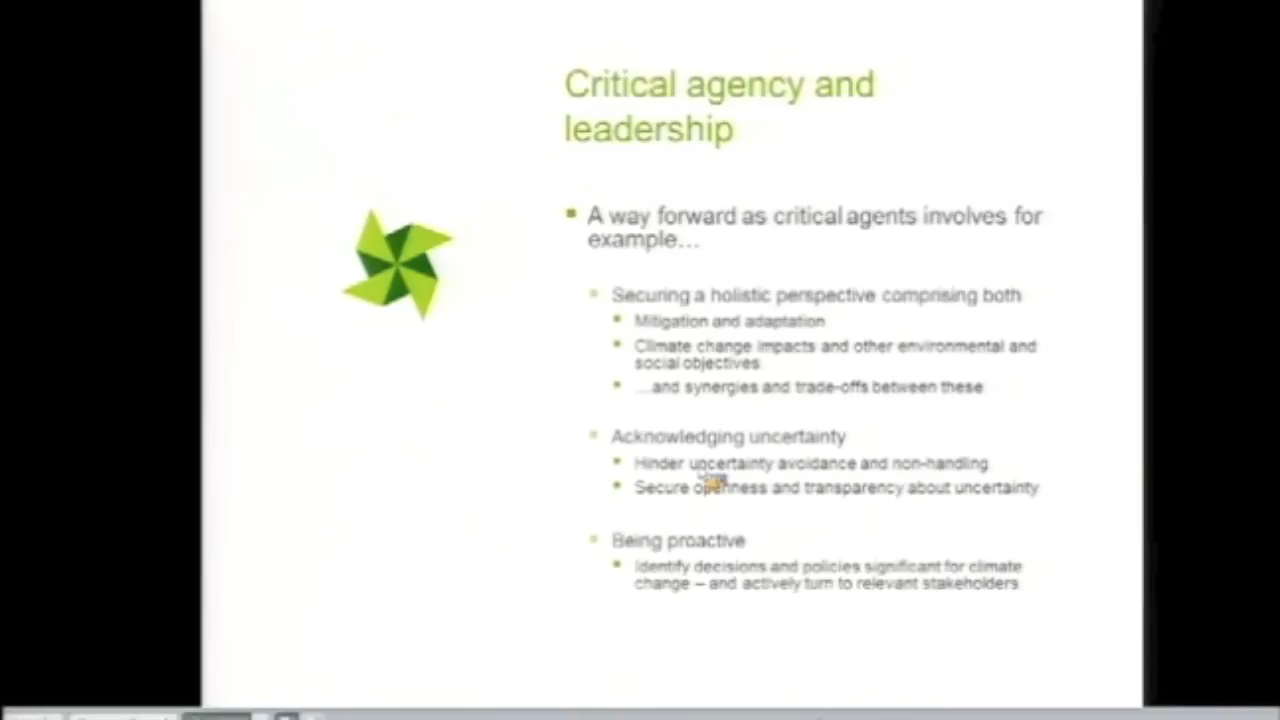 Critical agency and
leadership
A way forward as critical agents involves for
example…
Securing a holistic perspective comprising both
Mitigation and adaptation
Climate change impacts and other environmental and
social objectives
…and synergies and trade-offs between these
Acknowledging uncertainty
Hinder uncertainty avoidance and non-handling
Secure openness and transparency about uncertainty
Being proactive
Identify decisions and policies significant for climate
change – and actively turn to relevant stakeholders